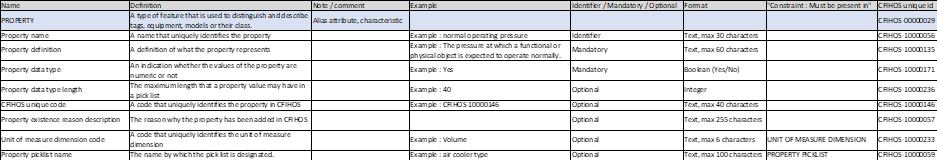 Name Definition Note / comment Example Identifier / Mandatory / Optional Format "Constraint : Must be present in" CFIHOS unique id
PROPERTY A type of feature that is used to distinguish and describe tags, equipment, models or their class. Alias attribute, characteristic CFIHOS-00000029
Property name A name that uniquely identifies the property Example : normal operating pressure Identifier Text, max 30 characters CFIHOS-10000056
Property definition A definition of what the property represents Example : The pressure at which a functional or physical object is expected to operate normally. Mandatory Text, max 60 characters CFIHOS-10000135
Property data type An indication whether the values of the property are numeric or not Example : Yes Mandatory Boolean (Yes/No) CFIHOS-10000171
Property data type length The maximum length that a property value may have in a pick list Example : 40 Optional Integer CFIHOS-10000236
CFIHOS unique code A code that uniquely identifies the property in CFIHOS Example : CFIHOS-10000146 Optional Text, max 40 characters CFIHOS-10000146
Property existence reason description The reason why the property has been added in CFIHOS Optional Text, max 255 characters CFIHOS-10000057
Unit of measure dimension code A code that uniquely identifies the unit of measure dimension Example : Volume Optional Text, max 6 characters UNIT OF MEASURE DIMENSION CFIHOS-10000233
Property picklist name The name by which the pick list is designated. Example : air cooler type Optional Text, max 100 characters PROPERTY PICKLIST CFIHOS-10000059